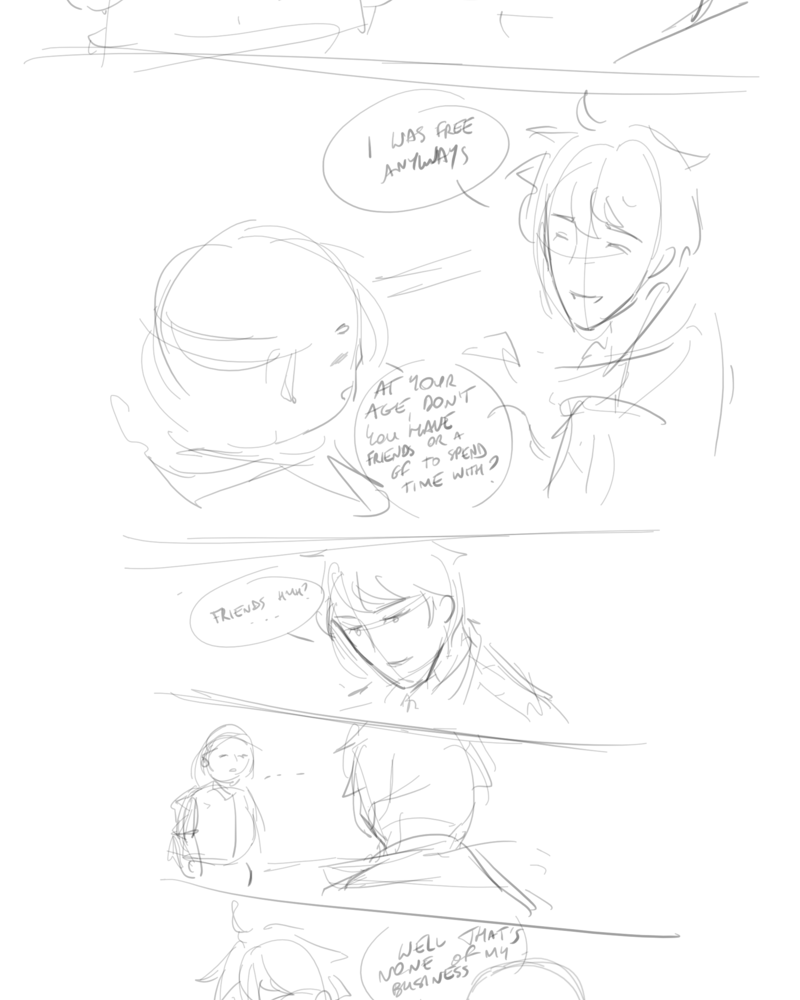 I WAS FREE
ANYWAYS
AT YOUR
AGE, DON'T
YOU HAVE
FRIENDS OR A
GF TO SPEND
TIME WITH?
FRIENDS HUH?
...
...
WELL THAT'S
NONE OF MY
BUSINESS